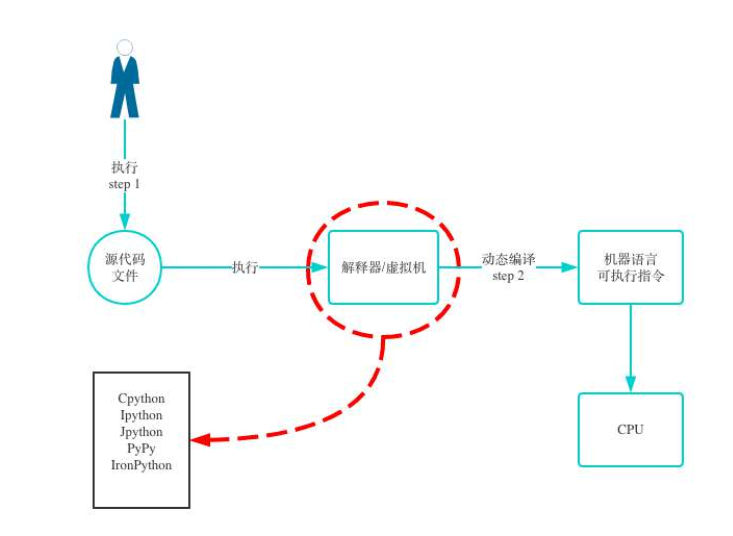 执行
step 1
源代码
文件
执行
解释器/虚拟机
动态编译
step 2
机器语言
可执行指令
CPU
Cpython
Ipython
Jpython
PyPy
IronPython